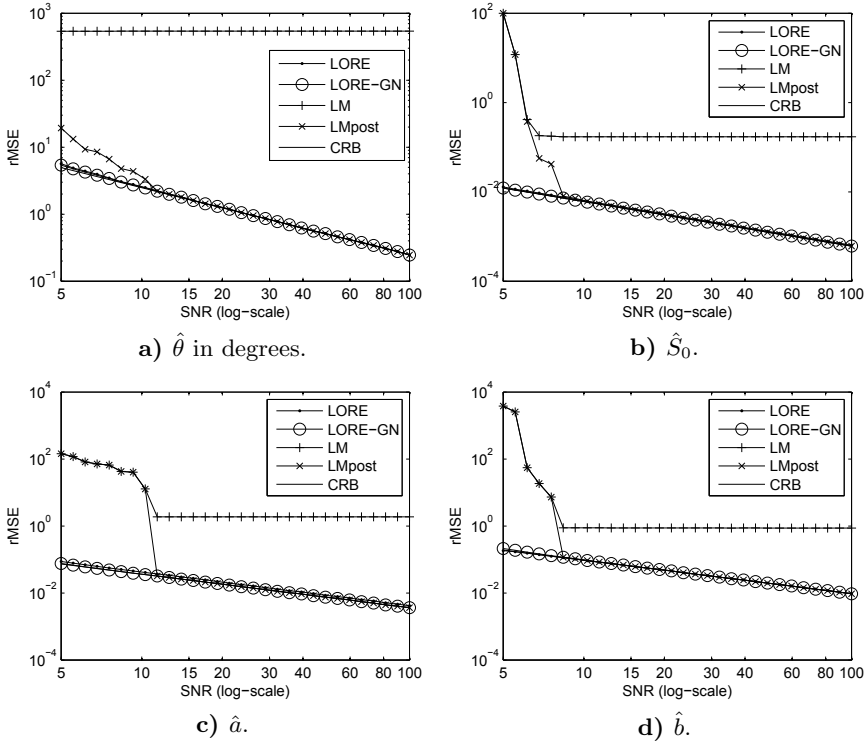 10^3
10^2
10^1
10^0
10^−1
rMSE
5 10 20 30 40 60 80 100
SNR (log−scale)
LORE
LORE−GN
LM
LMpost
CRB
a) θ̂ in degrees.
10^2
10^0
10^−2
10^−4
rMSE
5 10 20 30 40 60 80 100
SNR (log−scale)
LORE
LORE−GN
LM
LMpost
CRB
b) Ŝ_0.
10^4
10^2
10^0
10^−2
10^−4
rMSE
5 10 20 30 40 60 80 100
SNR (log−scale)
LORE
LORE−GN
LM
LMpost
CRB
c) â.
10^4
10^2
10^0
10^−2
10^−4
rMSE
5 10 20 30 40 60 80 100
SNR (log−scale)
LORE
LORE−GN
LM
LMpost
CRB
d) b̂.